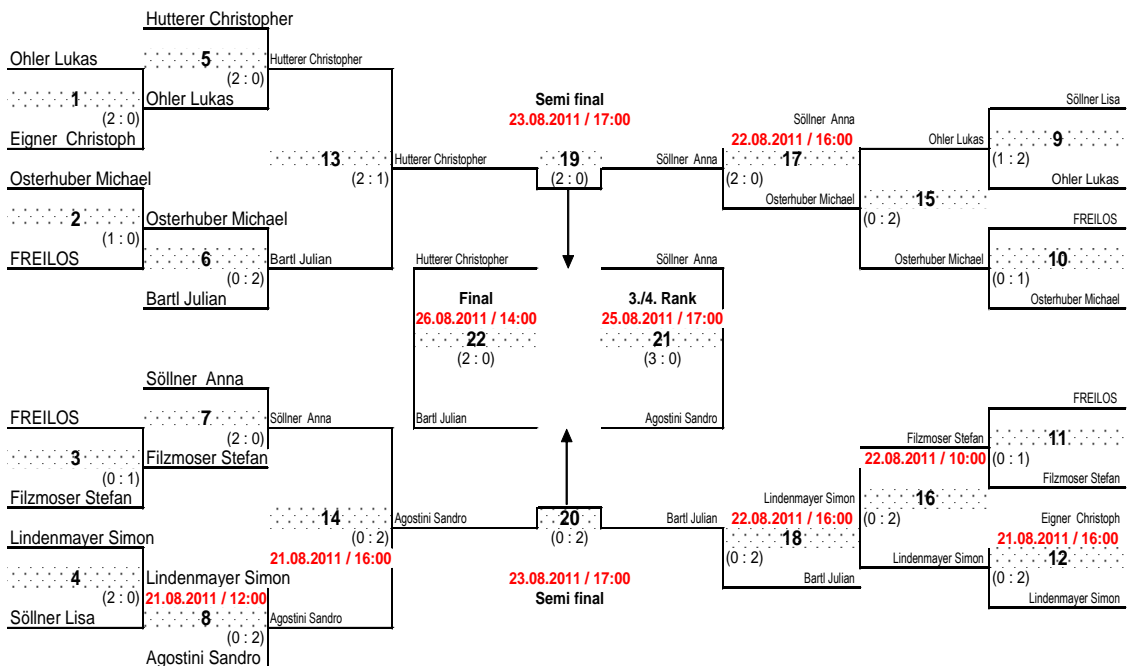 Hutterer Christopher
Ohler Lukas
5
Hutterer Christopher
(2 : 0)
1
Ohler Lukas
(2 : 0)
Eigner Christoph
13
Hutterer Christopher
(2 : 1)
Osterhuber Michael
2
Osterhuber Michael
(1 : 0)
FREILOS
6
Bartl Julian
(0 : 2)
Bartl Julian
Semi final
23.08.2011 / 17:00
19
(2 : 0)
Söllner Anna
Söllner Anna
22.08.2011 / 16:00
17
(2 : 0)
Osterhuber Michael
Ohler Lukas
15
(0 : 2)
Osterhuber Michael
Söllner Lisa
9
(1 : 2)
Ohler Lukas
FREILOS
10
(0 : 1)
Osterhuber Michael
Hutterer Christopher
Final
26.08.2011 / 14:00
22
(2 : 0)
Bartl Julian
Söllner Anna
3./4. Rank
25.08.2011 / 17:00
21
(3 : 0)
Agostini Sandro
Söllner Anna
FREILOS
7
Söllner Anna
(2 : 0)
3
Filzmoser Stefan
(0 : 1)
Filzmoser Stefan
14
Agostini Sandro
(0 : 2)
21.08.2011 / 16:00
Lindenmayer Simon
4
Lindenmayer Simon
(2 : 0)
21.08.2011 / 12:00
Söllner Lisa
8
Agostini Sandro
(0 : 2)
Agostini Sandro
20
(0 : 2)
23.08.2011 / 17:00
Semi final
Bartl Julian
Lindenmayer Simon
22.08.2011 / 16:00
18
(0 : 2)
Bartl Julian
Filzmoser Stefan
22.08.2011 / 10:00
16
(0 : 2)
Lindenmayer Simon
FREILOS
11
(0 : 1)
Filzmoser Stefan
Eigner Christoph
21.08.2011 / 16:00
12
(0 : 2)
Lindenmayer Simon